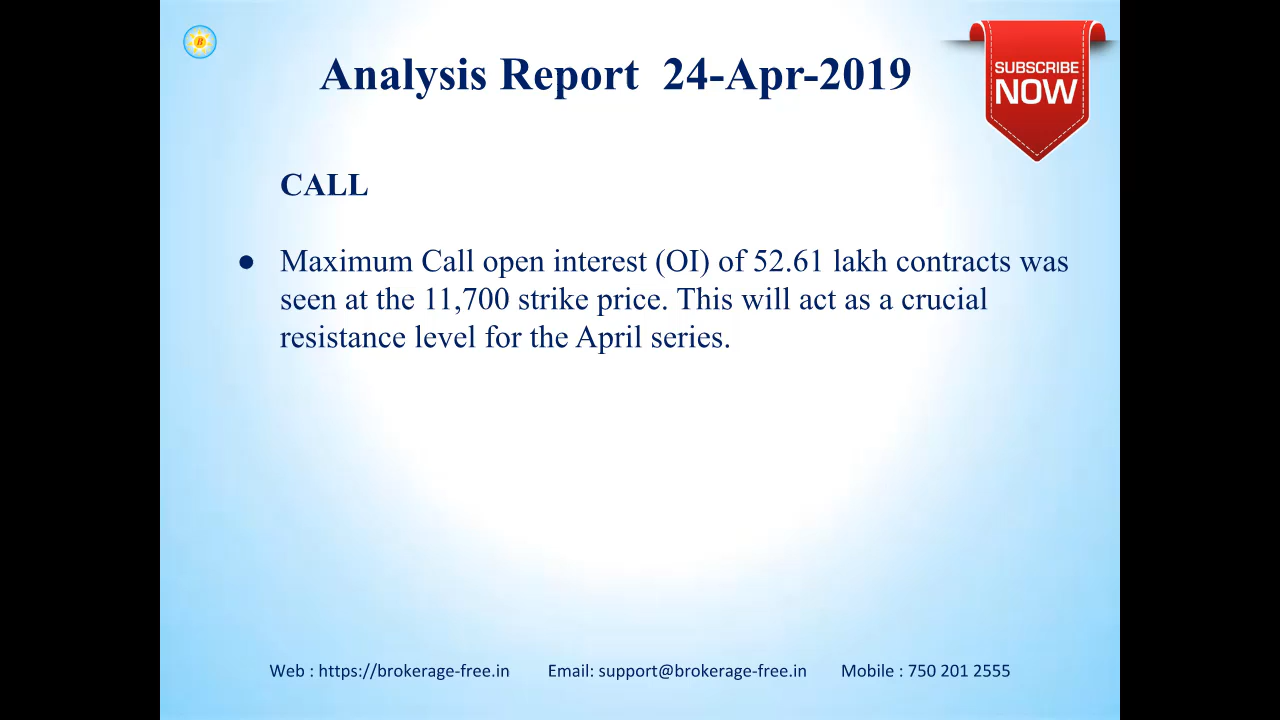 Analysis Report 24-Apr-2019
SUBSCRIBE
NOW
CALL
● Maximum Call open interest (OI) of 52.61 lakh contracts was
seen at the 11,700 strike price. This will act as a crucial
resistance level for the April series.
Web : https://brokerage-free.in Email: support@brokerage-free.in Mobile : 750 201 2555